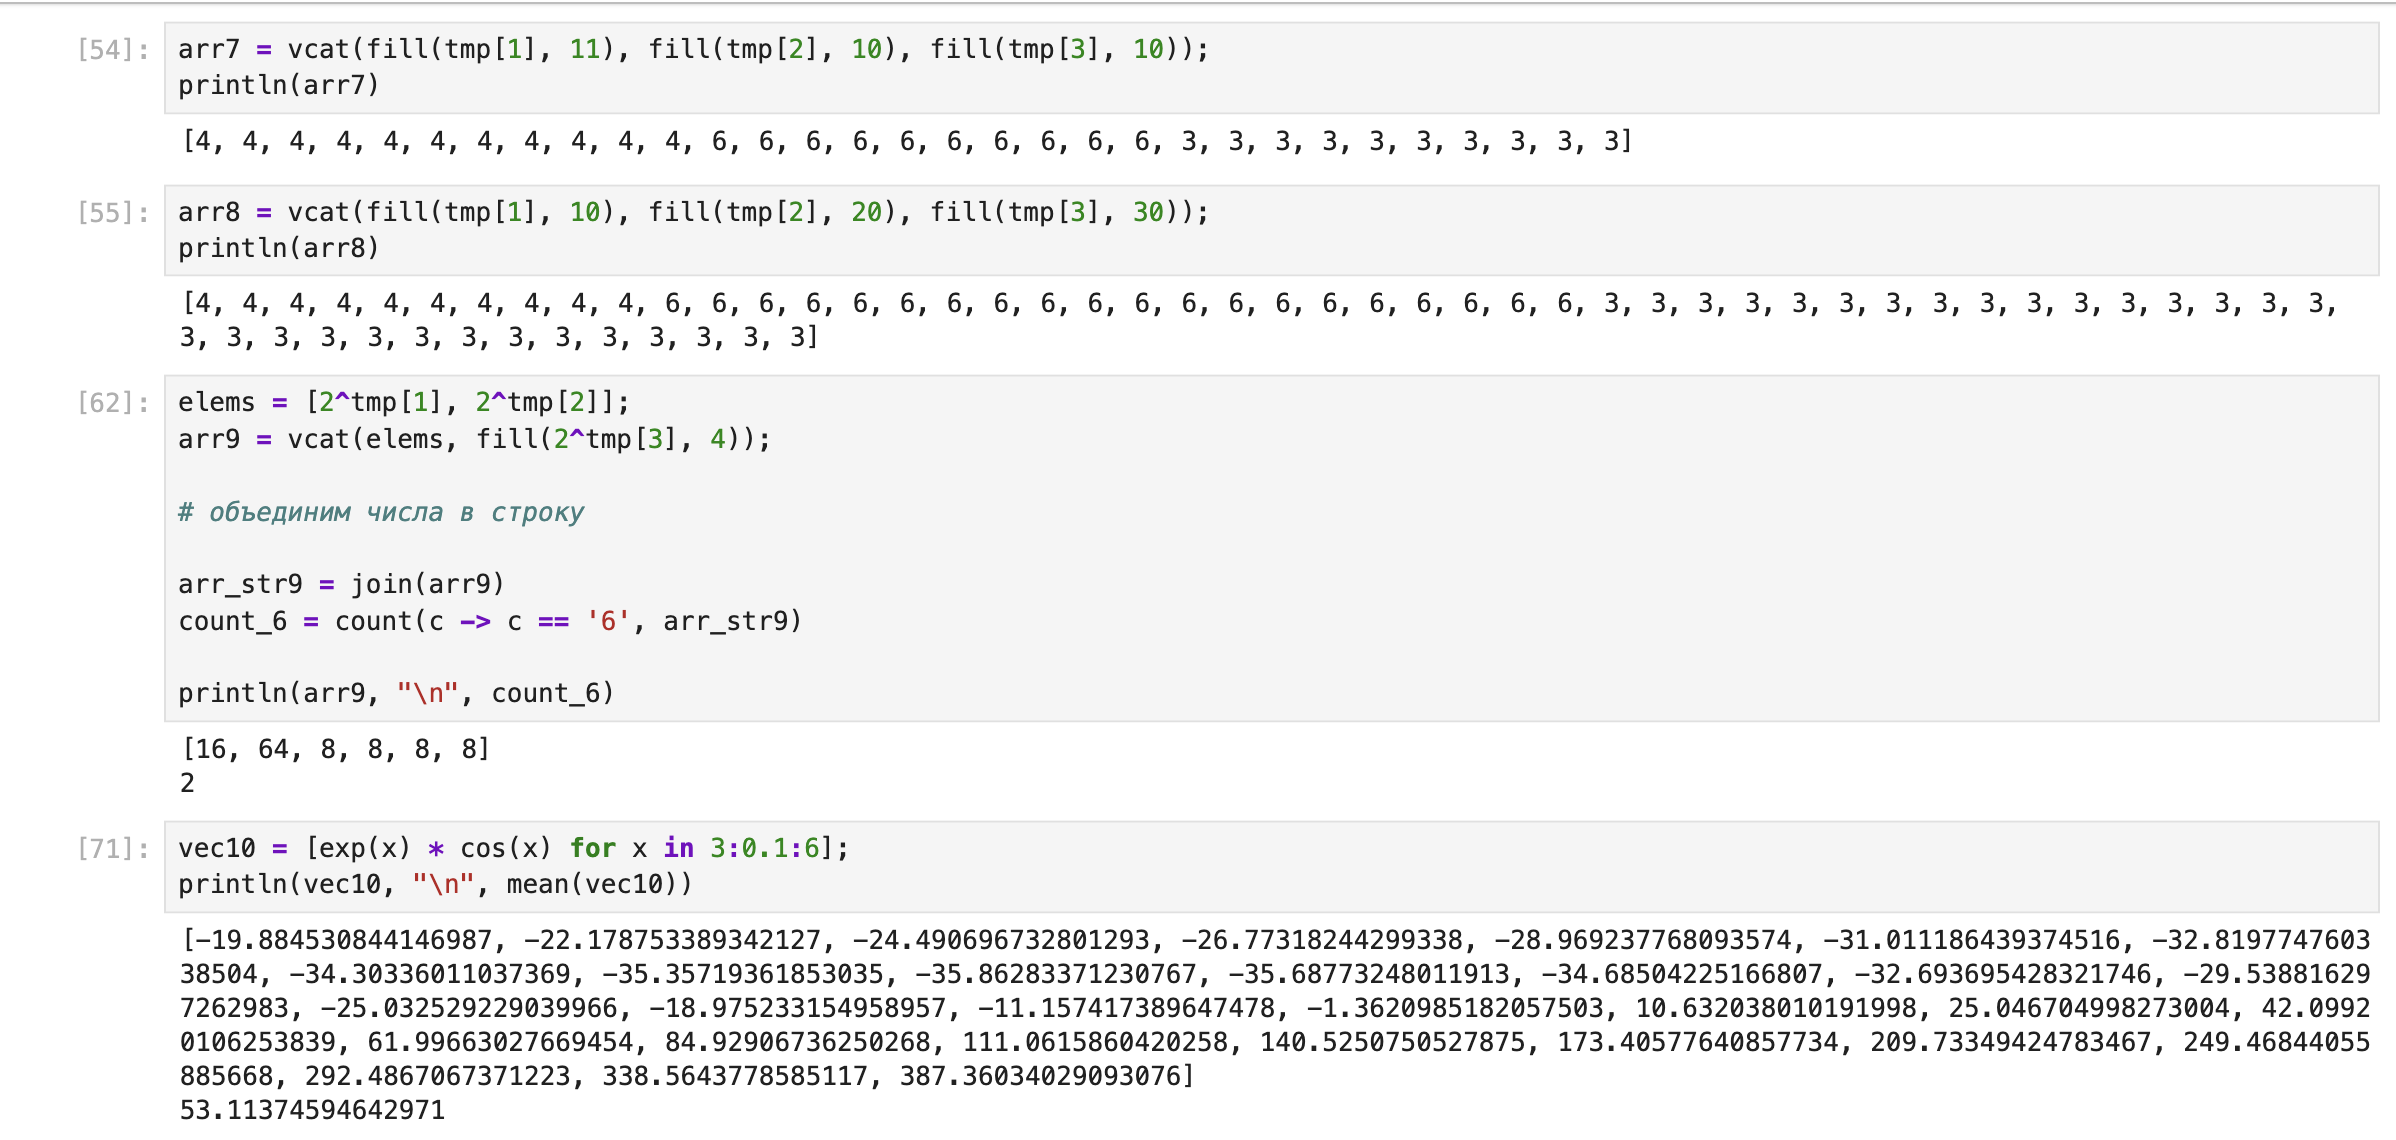 [54]: arr7 = vcat(fill(tmp[1], 11), fill(tmp[2], 10), fill(tmp[3], 10));
println(arr7)
[4, 4, 4, 4, 4, 4, 4, 4, 4, 4, 4, 6, 6, 6, 6, 6, 6, 6, 6, 6, 6, 3, 3, 3, 3, 3, 3, 3, 3, 3, 3]
[55]: arr8 = vcat(fill(tmp[1], 10), fill(tmp[2], 20), fill(tmp[3], 30));
println(arr8)
[4, 4, 4, 4, 4, 4, 4, 4, 4, 4, 6, 6, 6, 6, 6, 6, 6, 6, 6, 6, 6, 6, 6, 6, 6, 6, 6, 6, 6, 6, 3, 3, 3, 3, 3, 3, 3, 3, 3, 3, 3, 3, 3, 3, 3, 3,
3, 3, 3, 3, 3, 3, 3, 3, 3, 3, 3, 3, 3, 3]
[62]: elems = [2^tmp[1], 2^tmp[2]];
arr9 = vcat(elems, fill(2^tmp[3], 4));
# объединим числа в строку
arr_str9 = join(arr9)
count_6 = count(c -> c == '6', arr_str9)
println(arr9, "\n", count_6)
[16, 64, 8, 8, 8, 8]
2
[71]: vec10 = [exp(x) * cos(x) for x in 3:0.1:6];
println(vec10, "\n", mean(vec10))
[-19.884530844146987, -22.178753389342127, -24.490696732801293, -26.77318244299338, -28.969237768093574, -31.011186439374516, -32.8197747603
38504, -34.30336011037369, -35.35719361853035, -35.86283371230767, -35.68773248011913, -34.68504225166807, -32.693695428321746, -29.53881629
7262983, -25.032529229039966, -18.975233154958957, -11.157417389647478, -1.3620985182057503, 10.632038010191998, 25.046704998273004, 42.0992
0106253839, 61.99663027669454, 84.92906736250268, 111.0615860420258, 140.5250750527875, 173.40577640857734, 209.73349424783467, 249.46844055
885668, 292.4867067371223, 338.5643778585117, 387.36034029093076]
53.11374594642971